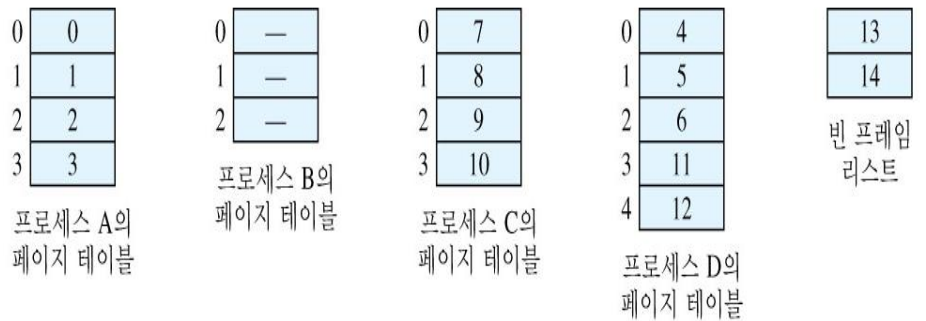 0 0
1 1
2 2
3 3
프로세스 A의
페이지 테이블
0 —
1 —
2 —
프로세스 B의
페이지 테이블
0 7
1 8
2 9
3 10
프로세스 C의
페이지 테이블
0 4
1 5
2 6
3 11
4 12
프로세스 D의
페이지 테이블
13
14
빈 프레임
리스트